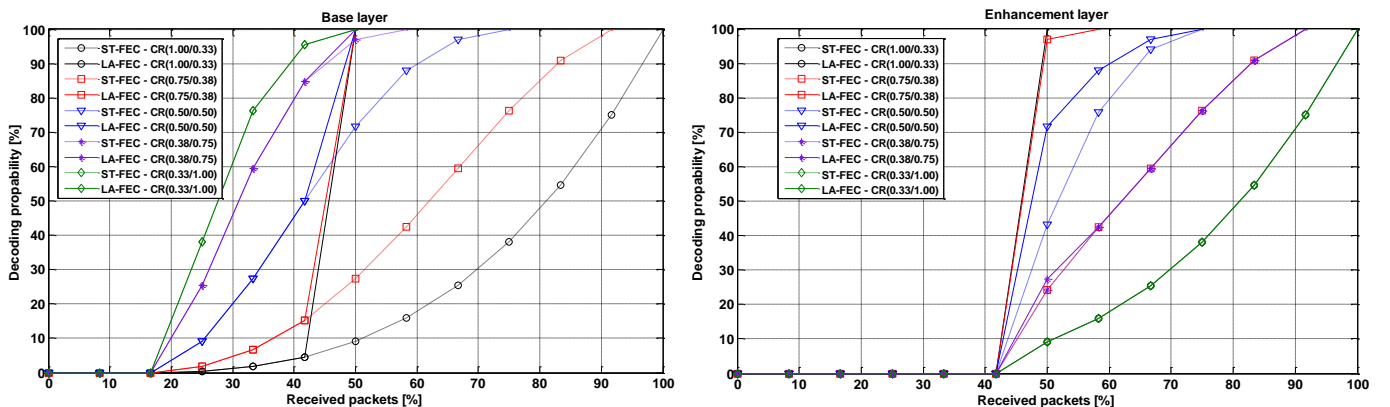 Base layer
Decoding propability [%]
100
90
80
70
60
50
40
30
20
10
0
ST-FEC - CR(1.00/0.33)
LA-FEC - CR(1.00/0.33)
ST-FEC - CR(0.75/0.38)
LA-FEC - CR(0.75/0.38)
ST-FEC - CR(0.50/0.50)
LA-FEC - CR(0.50/0.50)
ST-FEC - CR(0.38/0.75)
LA-FEC - CR(0.38/0.75)
ST-FEC - CR(0.33/1.00)
LA-FEC - CR(0.33/1.00)
0 10 20 30 40 50 60 70 80 90 100
Received packets [%]
Enhancement layer
Decoding propability [%]
100
90
80
70
60
50
40
30
20
10
0
ST-FEC - CR(1.00/0.33)
LA-FEC - CR(1.00/0.33)
ST-FEC - CR(0.75/0.38)
LA-FEC - CR(0.75/0.38)
ST-FEC - CR(0.50/0.50)
LA-FEC - CR(0.50/0.50)
ST-FEC - CR(0.38/0.75)
LA-FEC - CR(0.38/0.75)
ST-FEC - CR(0.33/1.00)
LA-FEC - CR(0.33/1.00)
0 10 20 30 40 50 60 70 80 90 100
Received packets [%]